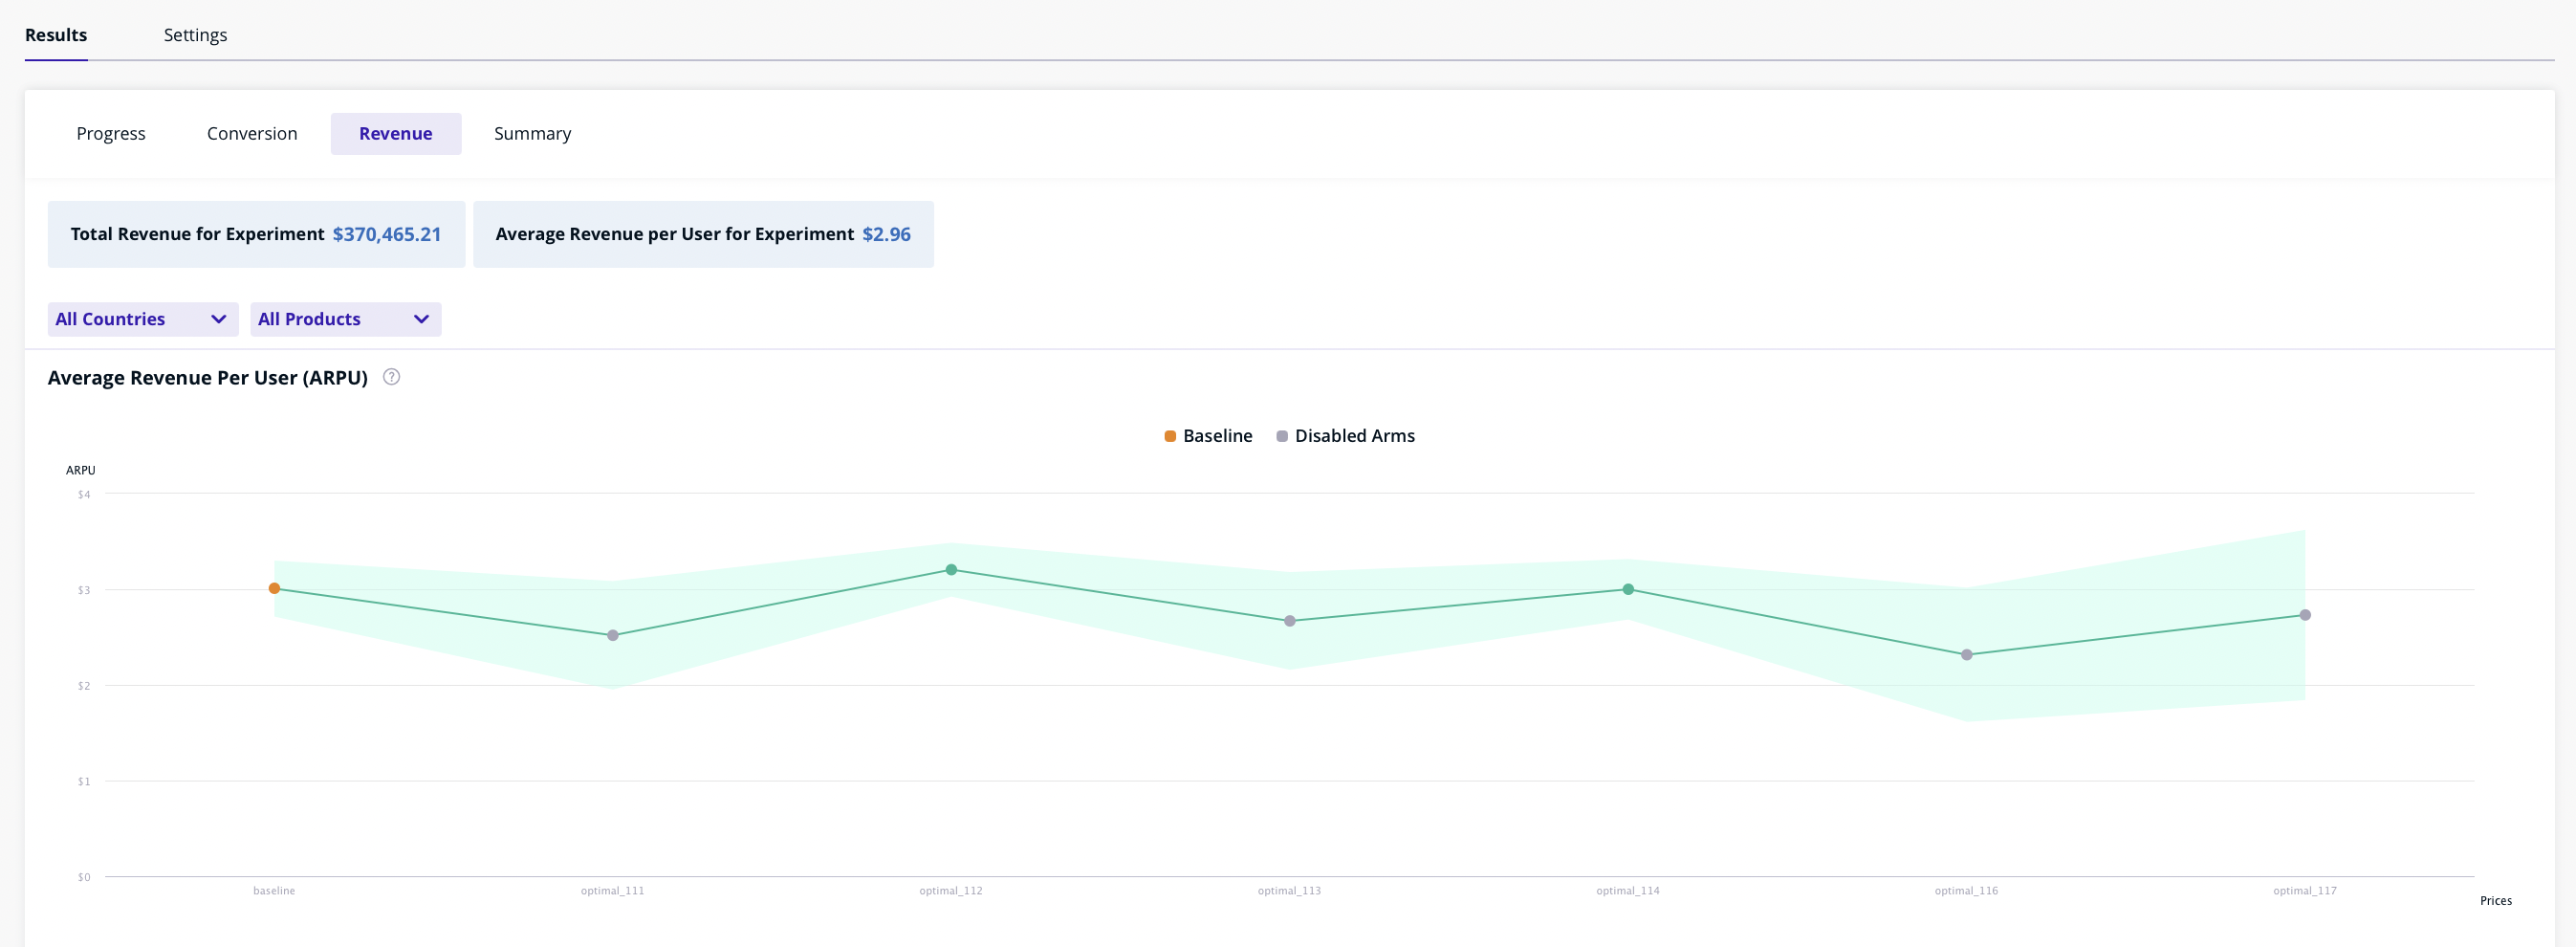 Results Settings
Progress Conversion Revenue Summary
Total Revenue for Experiment $370,465.21 Average Revenue per User for Experiment $2.96
All Countries All Products
Average Revenue Per User (ARPU) ?
Baseline Disabled Arms
ARPU
$4
$3
$2
$1
$0
baseline optimal_111 optimal_112 optimal_113 optimal_114 optimal_116 optimal_117
Prices